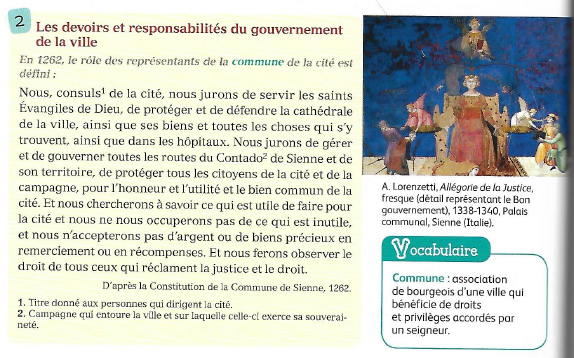 2
Les devoirs et responsabilités du gouvernement
de la ville
En 1262, le rôle des représentants de la commune de la cité est
défini :
Nous, consuls¹ de la cité, nous jurons de servir les saints
Évangiles de Dieu, de protéger et de défendre la cathédrale
de la ville, ainsi que ses biens et toutes les choses qui s'y
trouvent, ainsi que dans les hôpitaux. Nous jurons de gérer
et de gouverner toutes les routes du Contado² de Sienne et de
son territoire, de protéger tous les citoyens de la cité et de la
campagne, pour l'honneur et l'utilité et le bien commun de la
cité. Et nous chercherons à savoir ce qui est utile de faire pour
la cité et nous ne nous occuperons pas de ce qui est inutile,
et nous n'accepterons pas d'argent ou de biens précieux en
remerciement ou en récompenses. Et nous ferons observer le
droit de tous ceux qui réclament la justice et le droit.
D'après la Constitution de la Commune de Sienne, 1262.
1. Titre donné aux personnes qui dirigent la cité.
2. Campagne qui entoure la ville et sur laquelle celle-ci exerce sa souverai-
neté.
A. Lorenzetti, Allégorie de la Justice,
fresque (détail représentant le Bon
gouvernement), 1338-1340, Palais
communal, Sienne (Italie).
Vocabulaire
Commune : association
de bourgeois d'une ville qui
bénéficie de droits
et privilèges accordés par
un seigneur.